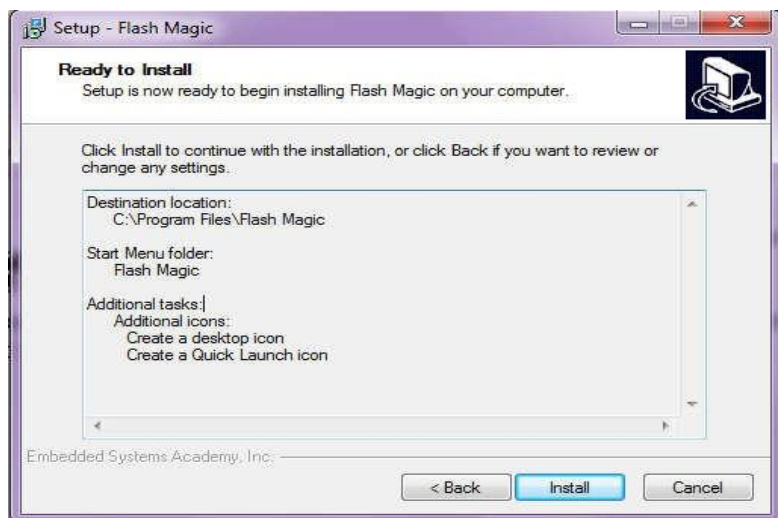 Setup - Flash Magic
Ready to Install
Setup is now ready to begin installing Flash Magic on your computer.
Click Install to continue with the installation, or click Back if you want to review or
change any settings.
Destination location:
C:\Program Files\Flash Magic
Start Menu folder:
Flash Magic
Additional tasks:
Additional icons:
Create a desktop icon
Create a Quick Launch icon
Embedded Systems Academy, Inc.
< Back
Install
Cancel